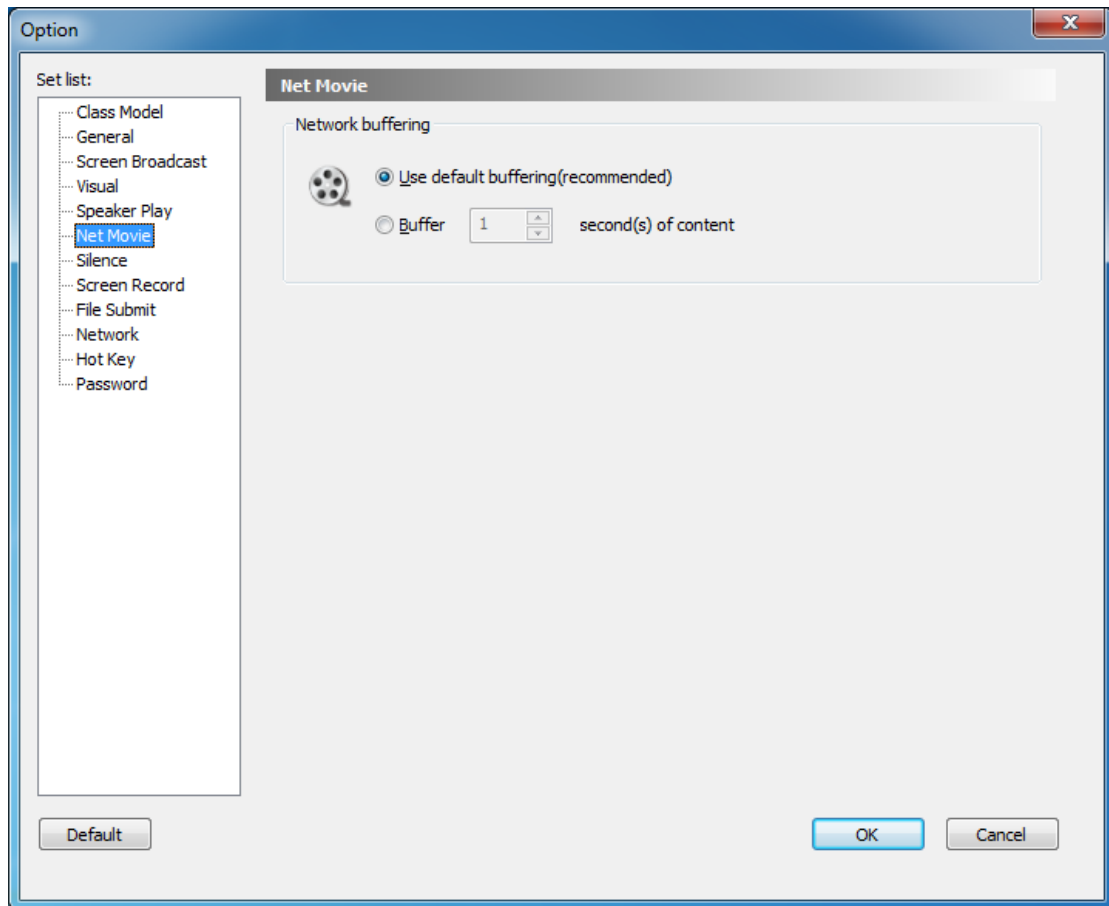 Option
Set list:
Class Model
General
Screen Broadcast
Visual
Speaker Play
Net Movie
Silence
Screen Record
File Submit
Network
Hot Key
Password
Net Movie
Network buffering
Use default buffering(recommended)
Buffer 1 second(s) of content
Default
OK Cancel